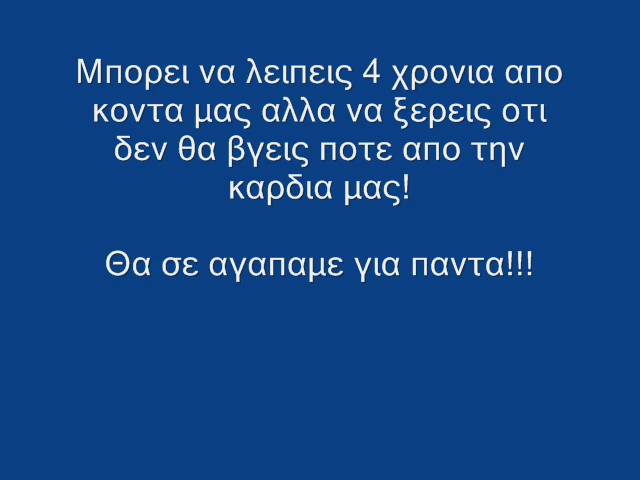 Μπορει να λειπεις 4 χρονια απο
κοντα μας αλλα να ξερεις οτι
δεν θα βγεις ποτε απο την
καρδια μας!
Θα σε αγαπαμε για παντα!!!